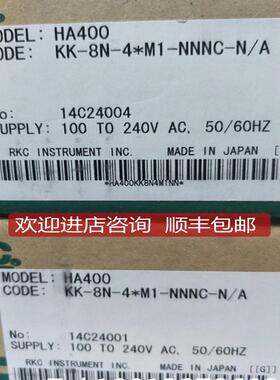 MODEL: HA400
CODE: KK-8N-4*M1-NNNC-N/A
No: 14C24004
SUPPLY: 100 TO 240V AC, 50/60HZ
RKC INSTRUMENT INC. MADE IN JAPAN
*HA400KK8N4M1NN*
欢迎进店咨询 顺丰包邮
MODEL: HA400
CODE: KK-8N-4*M1-NNNC-N/A
No: 14C24001
SUPPLY: 100 TO 240V AC, 50/60HZ
RKC INSTRUMENT INC. MADE IN JAPAN [[G]]